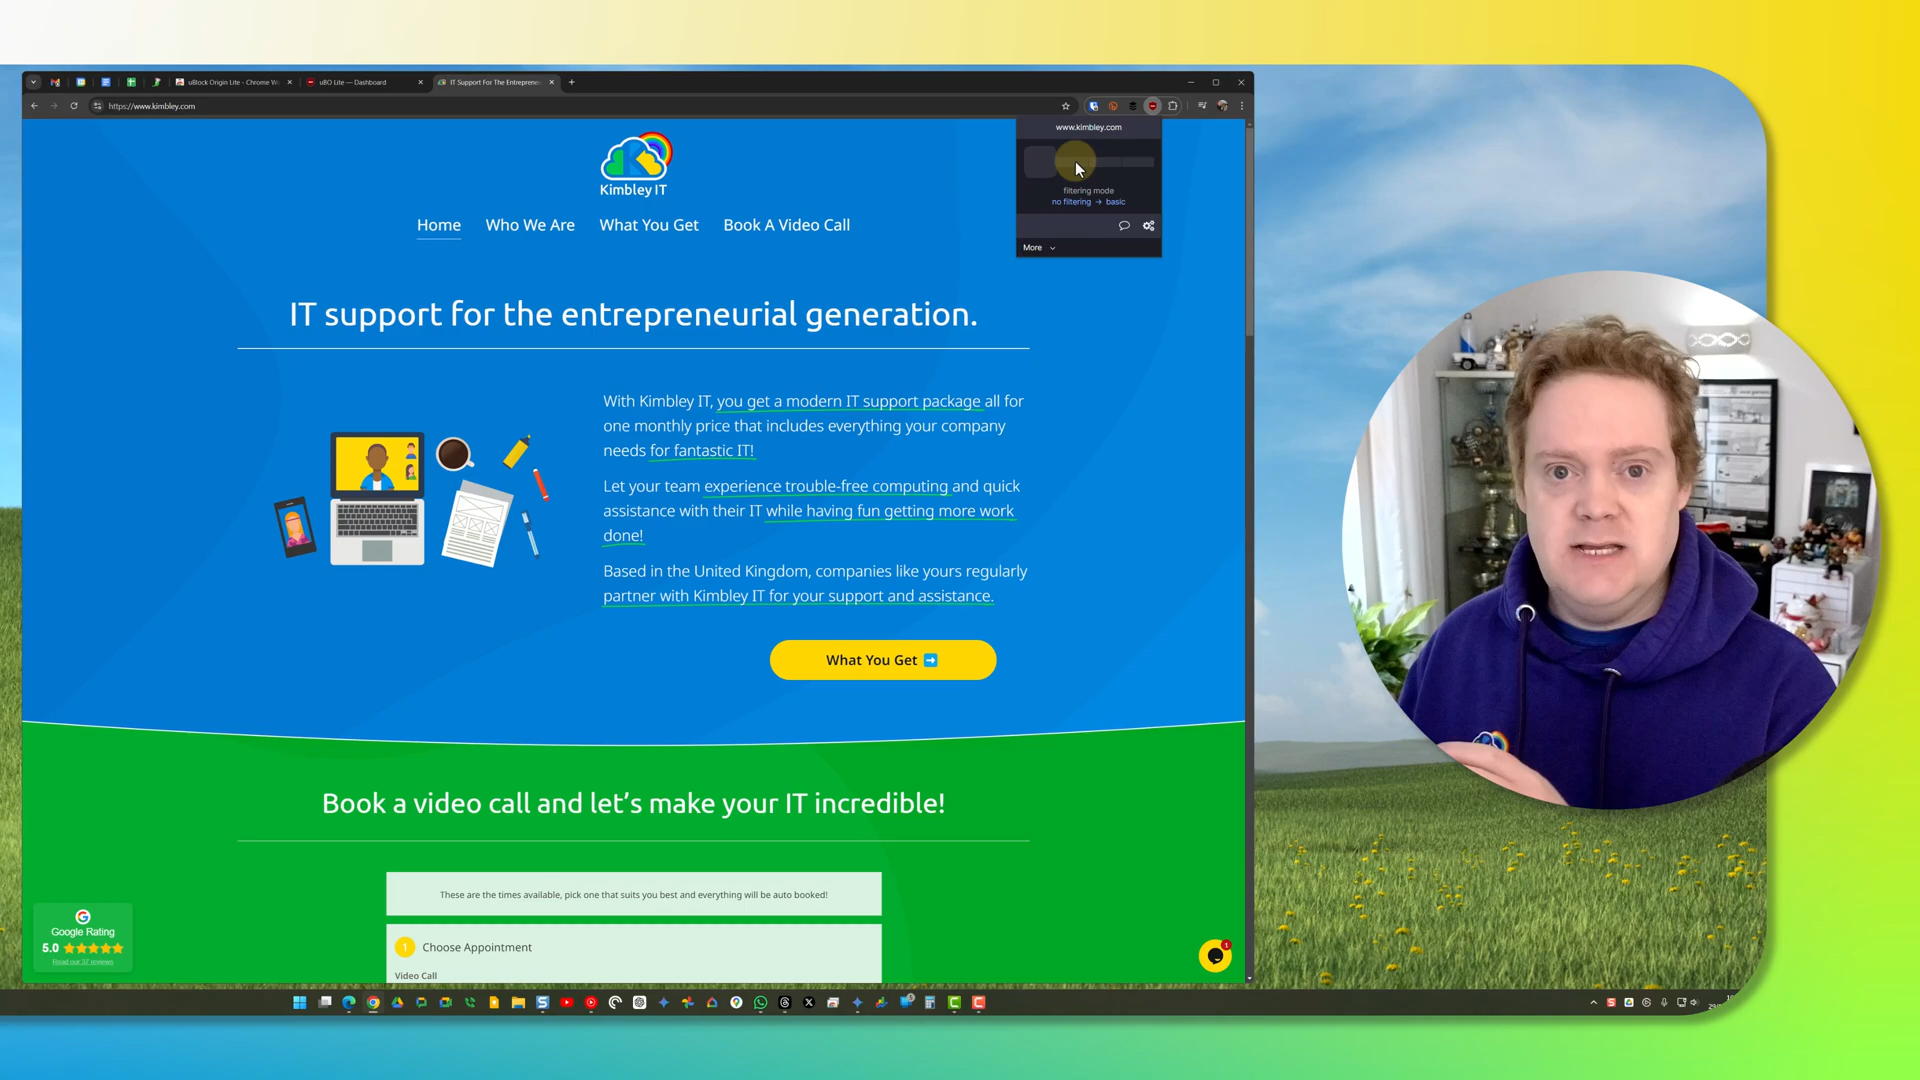 uBlock Origin Lite - Chrome W
uBO Lite — Dashboard
IT Support For The Entreprene
https://www.kimbley.com
www.kimbley.com
filtering mode
no filtering → basic
More
Kimbley IT
Home
Who We Are
What You Get
Book A Video Call
IT support for the entrepreneurial generation.
With Kimbley IT, you get a modern IT support package all for
one monthly price that includes everything your company
needs for fantastic IT!
Let your team experience trouble-free computing and quick
assistance with their IT while having fun getting more work
done!
Based in the United Kingdom, companies like yours regularly
partner with Kimbley IT for your support and assistance.
What You Get ➡
Book a video call and let's make your IT incredible!
These are the times available, pick one that suits you best and everything will be auto booked!
1 Choose Appointment
Video Call
Google Rating
5.0
Read our 37 reviews
1